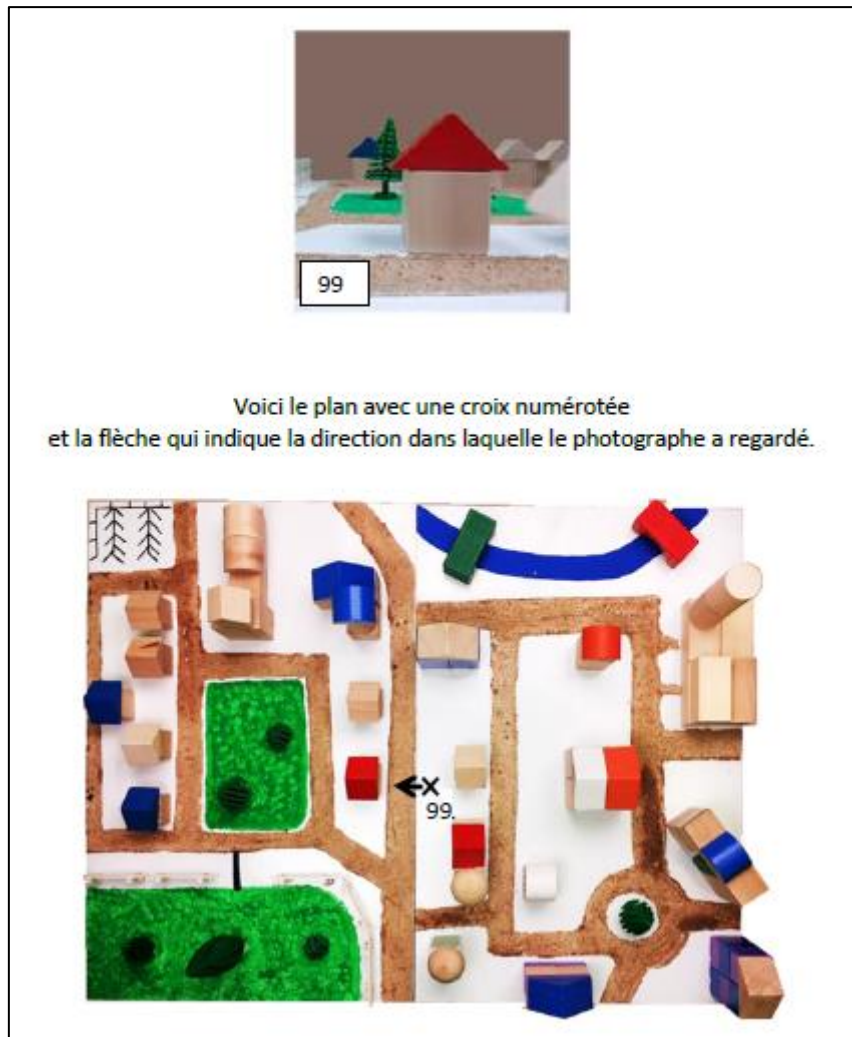 99
Voici le plan avec une croix numérotée
et la flèche qui indique la direction dans laquelle le photographe a regardé.
99.